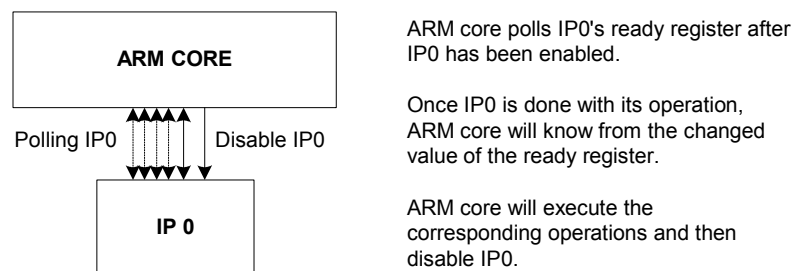 ARM CORE
Polling IP0
Disable IP0
IP 0
ARM core polls IP0's ready register after
IP0 has been enabled.
Once IP0 is done with its operation,
ARM core will know from the changed
value of the ready register.
ARM core will execute the
corresponding operations and then
disable IP0.